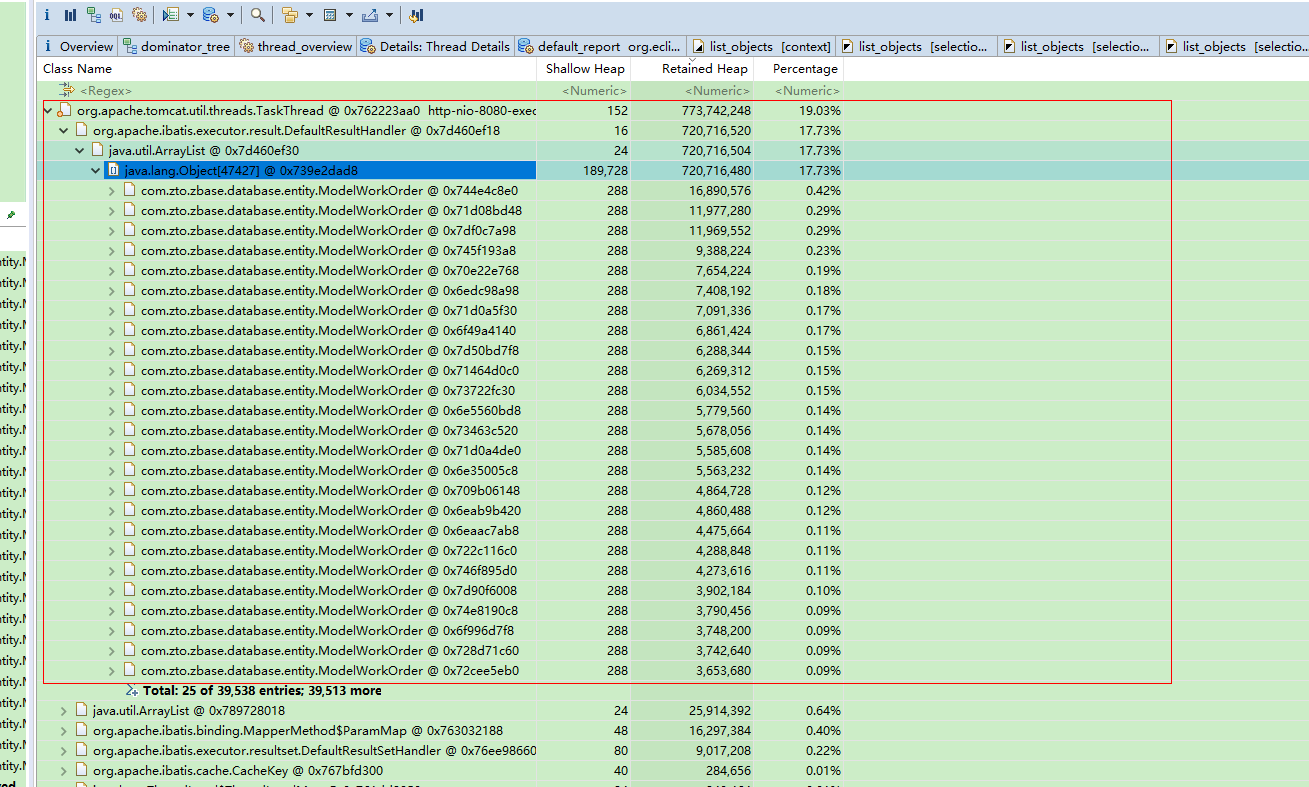 Overview dominator_tree thread_overview Details: Thread Details default_report org.ecli... list_objects [context] list_objects [selectio... list_objects [selectio... list_objects [selectio...
Class Name Shallow Heap Retained Heap Percentage
<Regex> <Numeric> <Numeric> <Numeric>
org.apache.tomcat.util.threads.TaskThread @ 0x762223aa0 http-nio-8080-exec 152 773,742,248 19.03%
org.apache.ibatis.executor.result.DefaultResultHandler @ 0x7d460ef18 16 720,716,520 17.73%
java.util.ArrayList @ 0x7d460ef30 24 720,716,504 17.73%
java.lang.Object[47427] @ 0x739e2dad8 189,728 720,716,480 17.73%
com.zto.zbase.database.entity.ModelWorkOrder @ 0x744e4c8e0 288 16,890,576 0.42%
com.zto.zbase.database.entity.ModelWorkOrder @ 0x71d08bd48 288 11,977,280 0.29%
com.zto.zbase.database.entity.ModelWorkOrder @ 0x7df0c7a98 288 11,969,552 0.29%
com.zto.zbase.database.entity.ModelWorkOrder @ 0x745f193a8 288 9,388,224 0.23%
com.zto.zbase.database.entity.ModelWorkOrder @ 0x70e22e768 288 7,654,224 0.19%
com.zto.zbase.database.entity.ModelWorkOrder @ 0x6edc98a98 288 7,408,192 0.18%
com.zto.zbase.database.entity.ModelWorkOrder @ 0x71d0a5f30 288 7,091,336 0.17%
com.zto.zbase.database.entity.ModelWorkOrder @ 0x6f49a4140 288 6,861,424 0.17%
com.zto.zbase.database.entity.ModelWorkOrder @ 0x7d50bd7f8 288 6,288,344 0.15%
com.zto.zbase.database.entity.ModelWorkOrder @ 0x71464d0c0 288 6,269,312 0.15%
com.zto.zbase.database.entity.ModelWorkOrder @ 0x73722fc30 288 6,034,552 0.15%
com.zto.zbase.database.entity.ModelWorkOrder @ 0x6e5560bd8 288 5,779,560 0.14%
com.zto.zbase.database.entity.ModelWorkOrder @ 0x73463c520 288 5,678,056 0.14%
com.zto.zbase.database.entity.ModelWorkOrder @ 0x71d0a4de0 288 5,585,608 0.14%
com.zto.zbase.database.entity.ModelWorkOrder @ 0x6e35005c8 288 5,563,232 0.14%
com.zto.zbase.database.entity.ModelWorkOrder @ 0x709b06148 288 4,864,728 0.12%
com.zto.zbase.database.entity.ModelWorkOrder @ 0x6eab9b420 288 4,860,488 0.12%
com.zto.zbase.database.entity.ModelWorkOrder @ 0x6eaac7ab8 288 4,475,664 0.11%
com.zto.zbase.database.entity.ModelWorkOrder @ 0x722c116c0 288 4,288,848 0.11%
com.zto.zbase.database.entity.ModelWorkOrder @ 0x746f895d0 288 4,273,616 0.11%
com.zto.zbase.database.entity.ModelWorkOrder @ 0x7d90f6008 288 3,902,184 0.10%
com.zto.zbase.database.entity.ModelWorkOrder @ 0x74e8190c8 288 3,790,456 0.09%
com.zto.zbase.database.entity.ModelWorkOrder @ 0x6f996d7f8 288 3,748,200 0.09%
com.zto.zbase.database.entity.ModelWorkOrder @ 0x728d71c60 288 3,742,640 0.09%
com.zto.zbase.database.entity.ModelWorkOrder @ 0x72cee5eb0 288 3,653,680 0.09%
Total: 25 of 39,538 entries; 39,513 more
java.util.ArrayList @ 0x789728018 24 25,914,392 0.64%
org.apache.ibatis.binding.MapperMethod$ParamMap @ 0x763032188 48 16,297,384 0.40%
org.apache.ibatis.executor.resultset.DefaultResultSetHandler @ 0x76ee98660 80 9,017,208 0.22%
org.apache.ibatis.cache.CacheKey @ 0x767bfd300 40 284,656 0.01%